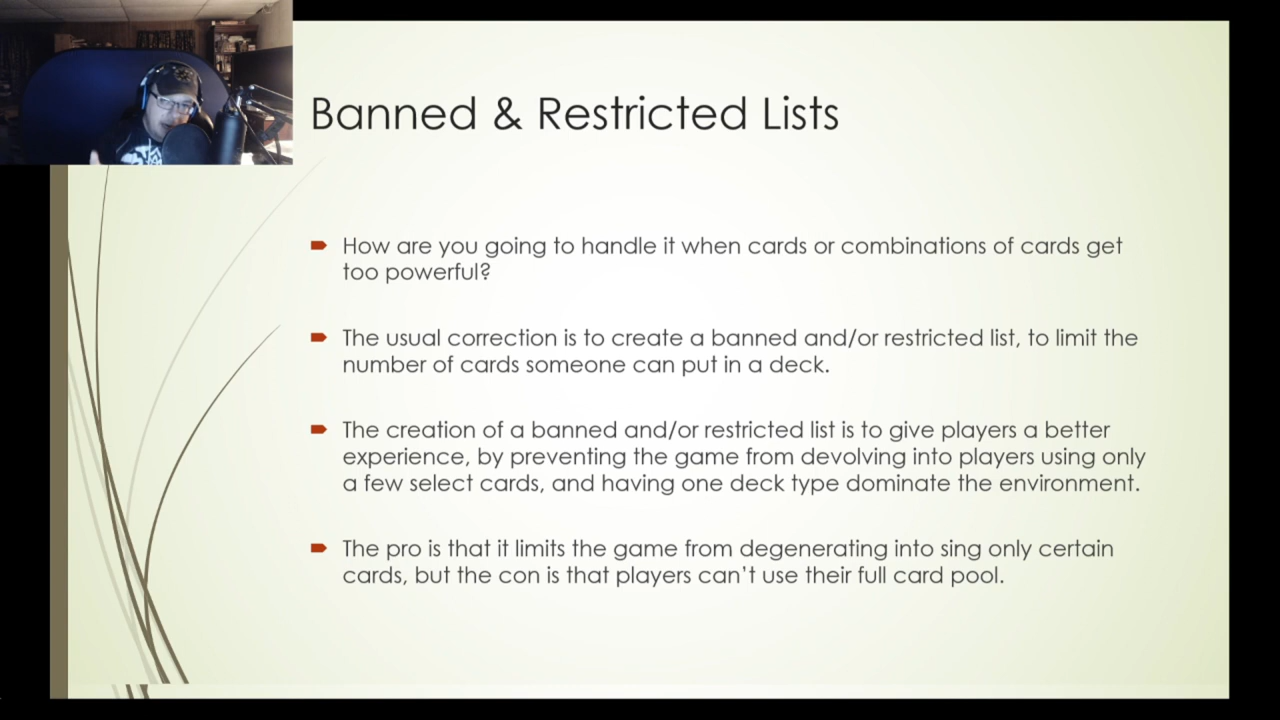 Banned & Restricted Lists
How are you going to handle it when cards or combinations of cards get
too powerful?
The usual correction is to create a banned and/or restricted list, to limit the
number of cards someone can put in a deck.
The creation of a banned and/or restricted list is to give players a better
experience, by preventing the game from devolving into players using only
a few select cards, and having one deck type dominate the environment.
The pro is that it limits the game from degenerating into sing only certain
cards, but the con is that players can’t use their full card pool.